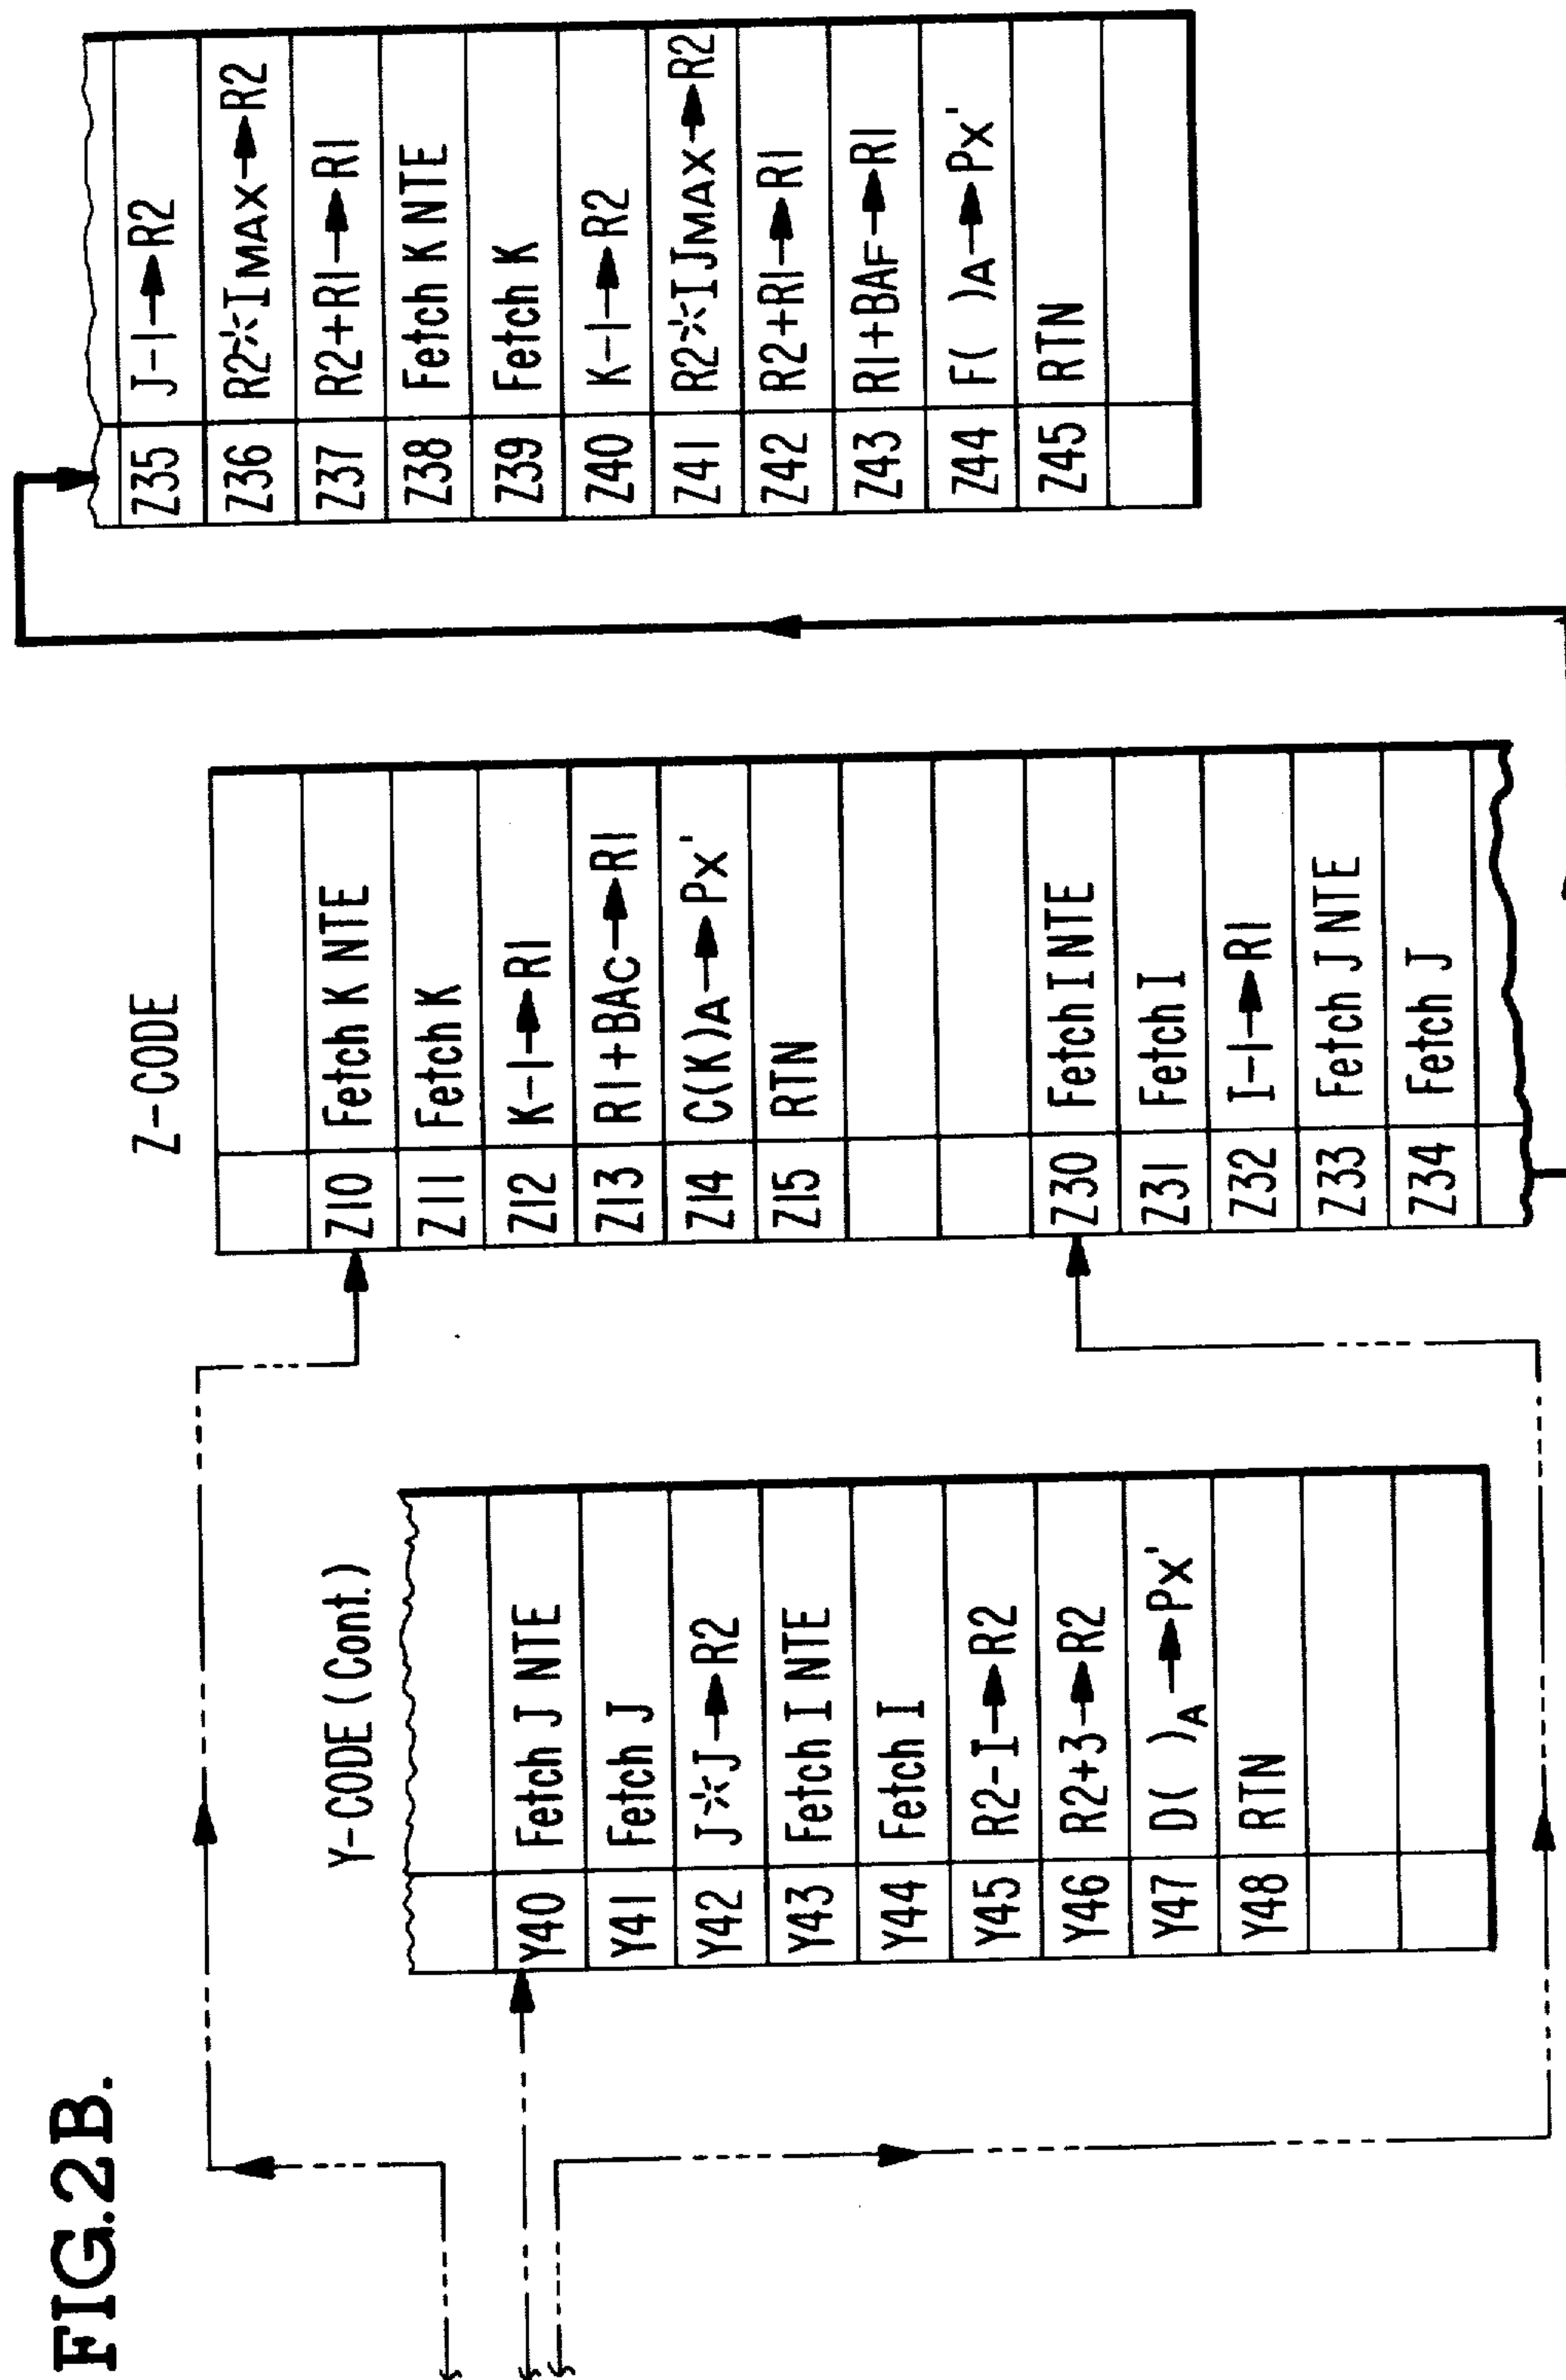 FIG.2B.
Y-CODE (Cont.)
Y40 Fetch J NTE
Y41 Fetch J
Y42 J*J→R2
Y43 Fetch I NTE
Y44 Fetch I
Y45 R2-I→R2
Y46 R2+3→R2
Y47 D( )A→Px'
Y48 RTN
Z-CODE
Z10 Fetch K NTE
Z11 Fetch K
Z12 K-1→R1
Z13 R1+BAC→R1
Z14 C(K)A→Px'
Z15 RTN
Z30 Fetch I NTE
Z31 Fetch I
Z32 I-1→R1
Z33 Fetch J NTE
Z34 Fetch J
Z35 J-1→R2
Z36 R2*IMAX→R2
Z37 R2+R1→R1
Z38 Fetch K NTE
Z39 Fetch K
Z40 K-1→R2
Z41 R2*IJMAX→R2
Z42 R2+R1→R1
Z43 R1+BAF→R1
Z44 F( )A→Px'
Z45 RTN